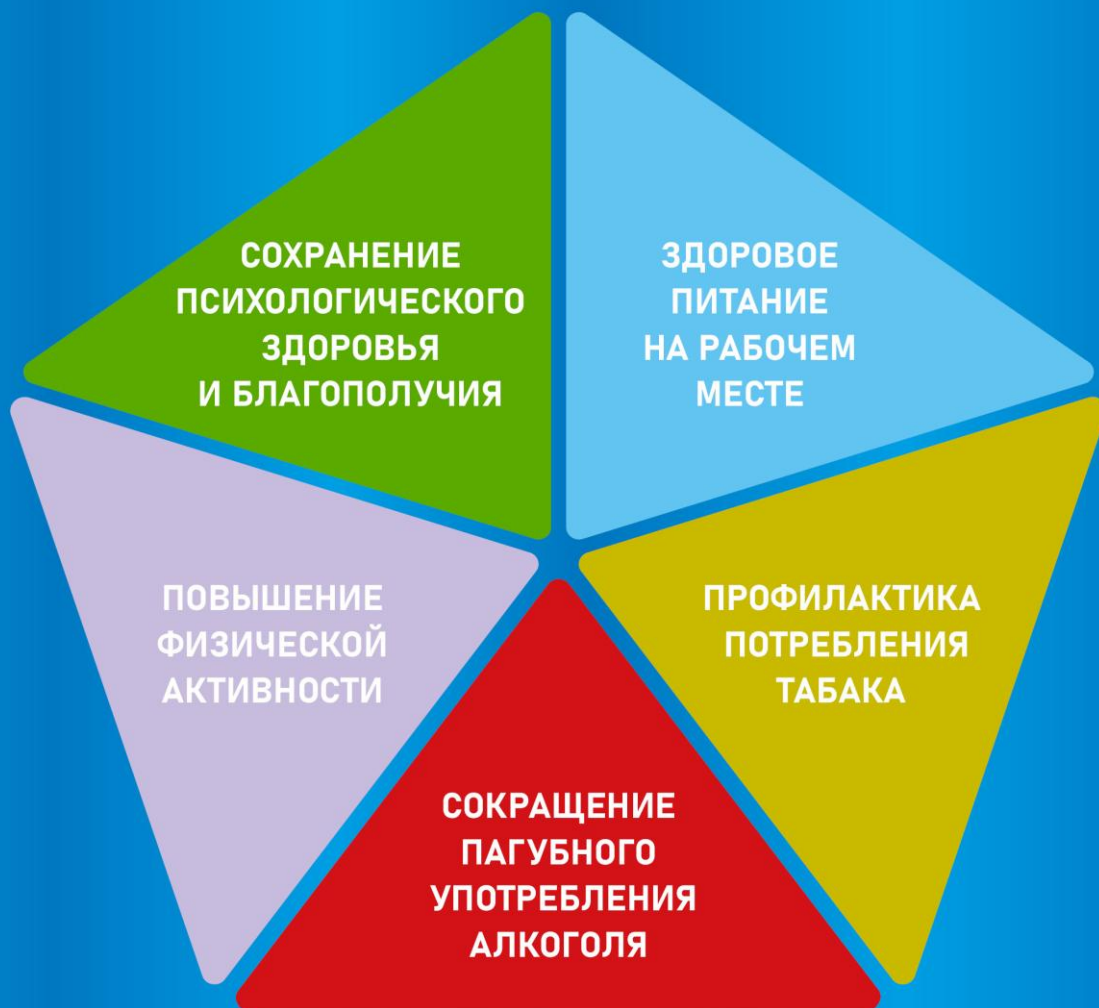 СОХРАНЕНИЕ
ПСИХОЛОГИЧЕСКОГО
ЗДОРОВЬЯ
И БЛАГОПОЛУЧИЯ
ЗДОРОВОЕ
ПИТАНИЕ
НА РАБОЧЕМ
МЕСТЕ
ПОВЫШЕНИЕ
ФИЗИЧЕСКОЙ
АКТИВНОСТИ
ПРОФИЛАКТИКА
ПОТРЕБЛЕНИЯ
ТАБАКА
СОКРАЩЕНИЕ
ПАГУБНОГО
УПОТРЕБЛЕНИЯ
АЛКОГОЛЯ